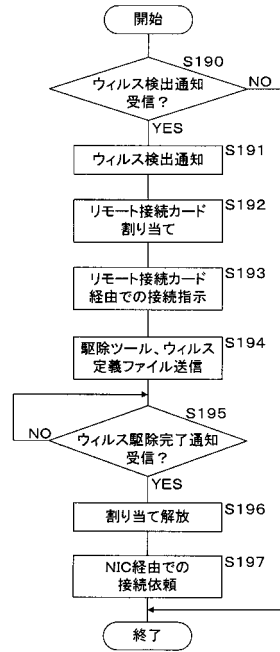 開始
S190
ウィルス検出通知
受信？
NO
YES
S191
ウィルス検出通知
S192
リモート接続カード
割り当て
S193
リモート接続カード
経由での接続指示
S194
駆除ツール、ウィルス
定義ファイル送信
S195
NO
ウィルス駆除完了通知
受信？
YES
S196
割り当て解放
S197
NIC経由での
接続依頼
終了